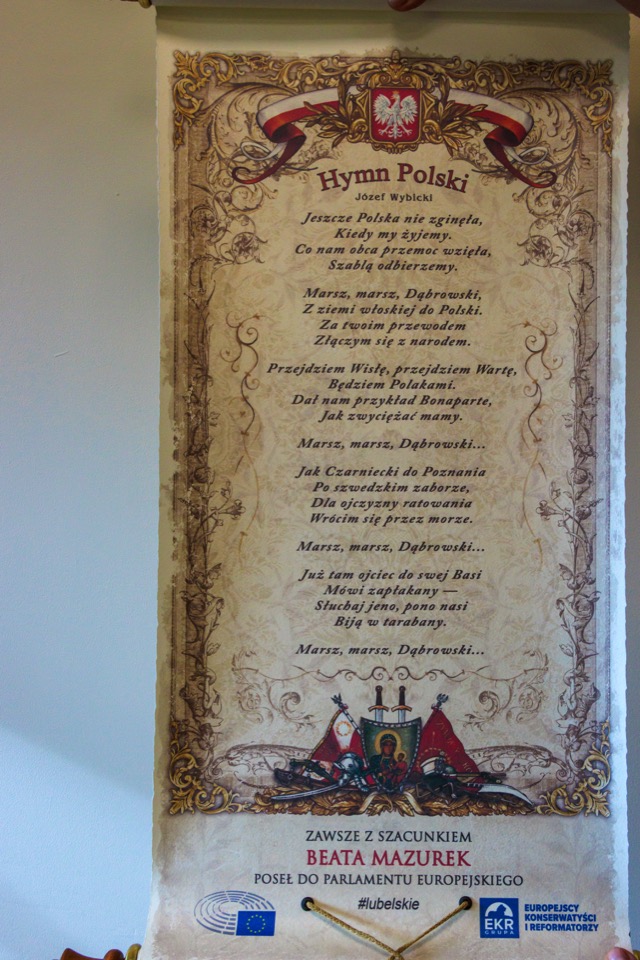 Hymn Polski
Józef Wybicki
Jeszcze Polska nie zginęła,
Kiedy my żyjemy.
Co nam obca przemoc wzięła,
Szablą odbierzemy.
Marsz, marsz, Dąbrowski,
Z ziemi włoskiej do Polski.
Za twoim przewodem
Złączym się z narodem.
Przejdziem Wisłę, przejdziem Wartę,
Będziem Polakami.
Dał nam przykład Bonaparte,
Jak zwyciężać mamy.
Marsz, marsz, Dąbrowski...
Jak Czarniecki do Poznania
Po szwedzkim zaborze,
Dla ojczyzny ratowania
Wrócim się przez morze.
Marsz, marsz, Dąbrowski...
Już tam ojciec do swej Basi
Mówi zapłakany —
Słuchaj jeno, pono nasi
Biją w tarabany.
Marsz, marsz, Dąbrowski...
ZAWSZE Z SZACUNKIEM
BEATA MAZUREK
POSEŁ DO PARLAMENTU EUROPEJSKIEGO
#lubelskie
EKR
GRUPA
EUROPEJSCY
KONSERWATYŚCI
I REFORMATORZY